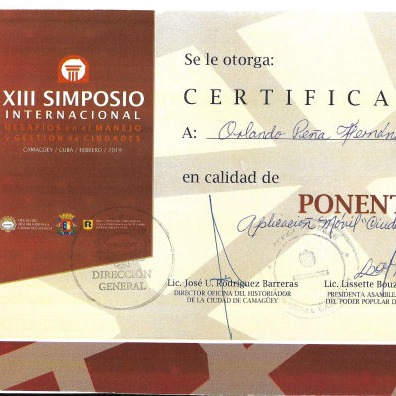 XIII SIMPOSIO
INTERNACIONAL
DESAFÍOS en el MANEJO
y GESTIÓN de CIUDADES
CAMAGÜEY / CUBA / FEBRERO / 2019
DIRECCIÓN
GENERAL
Se le otorga:
CERTIFICA
A: Orlando Peña Hernán
en calidad de
PONENT
Aplicación Móvil "Ciud
Lic. José U. Rodríguez Barreras
DIRECTOR OFICINA DEL HISTORIADOR
DE LA CIUDAD DE CAMAGÜEY
Lic. Lissette Bouz
PRESIDENTA ASAMBLE
DEL PODER POPULAR D